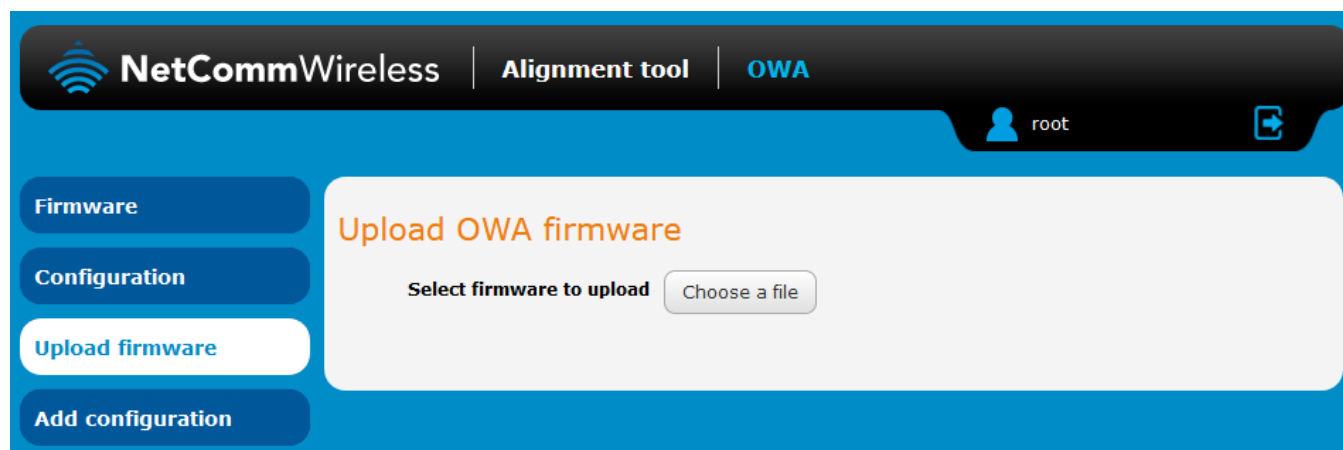 NetCommWireless Alignment tool OWA
root
Firmware
Configuration
Upload firmware
Add configuration
Upload OWA firmware
Select firmware to upload Choose a file